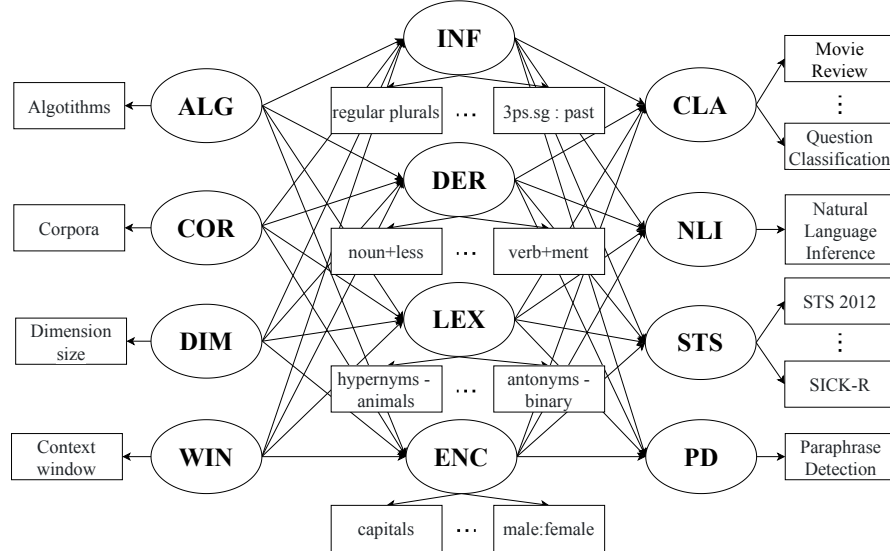 INF
Movie
Review
Algotithms
ALG
regular plurals
...
3ps.sg : past
CLA
⋮
Question
Classification
DER
Corpora
COR
noun+less
...
verb+ment
NLI
Natural
Language
Inference
LEX
STS 2012
Dimension
size
DIM
hypernyms -
animals
...
antonyms -
binary
STS
⋮
SICK-R
Context
window
WIN
ENC
PD
Paraphrase
Detection
capitals
...
male:female